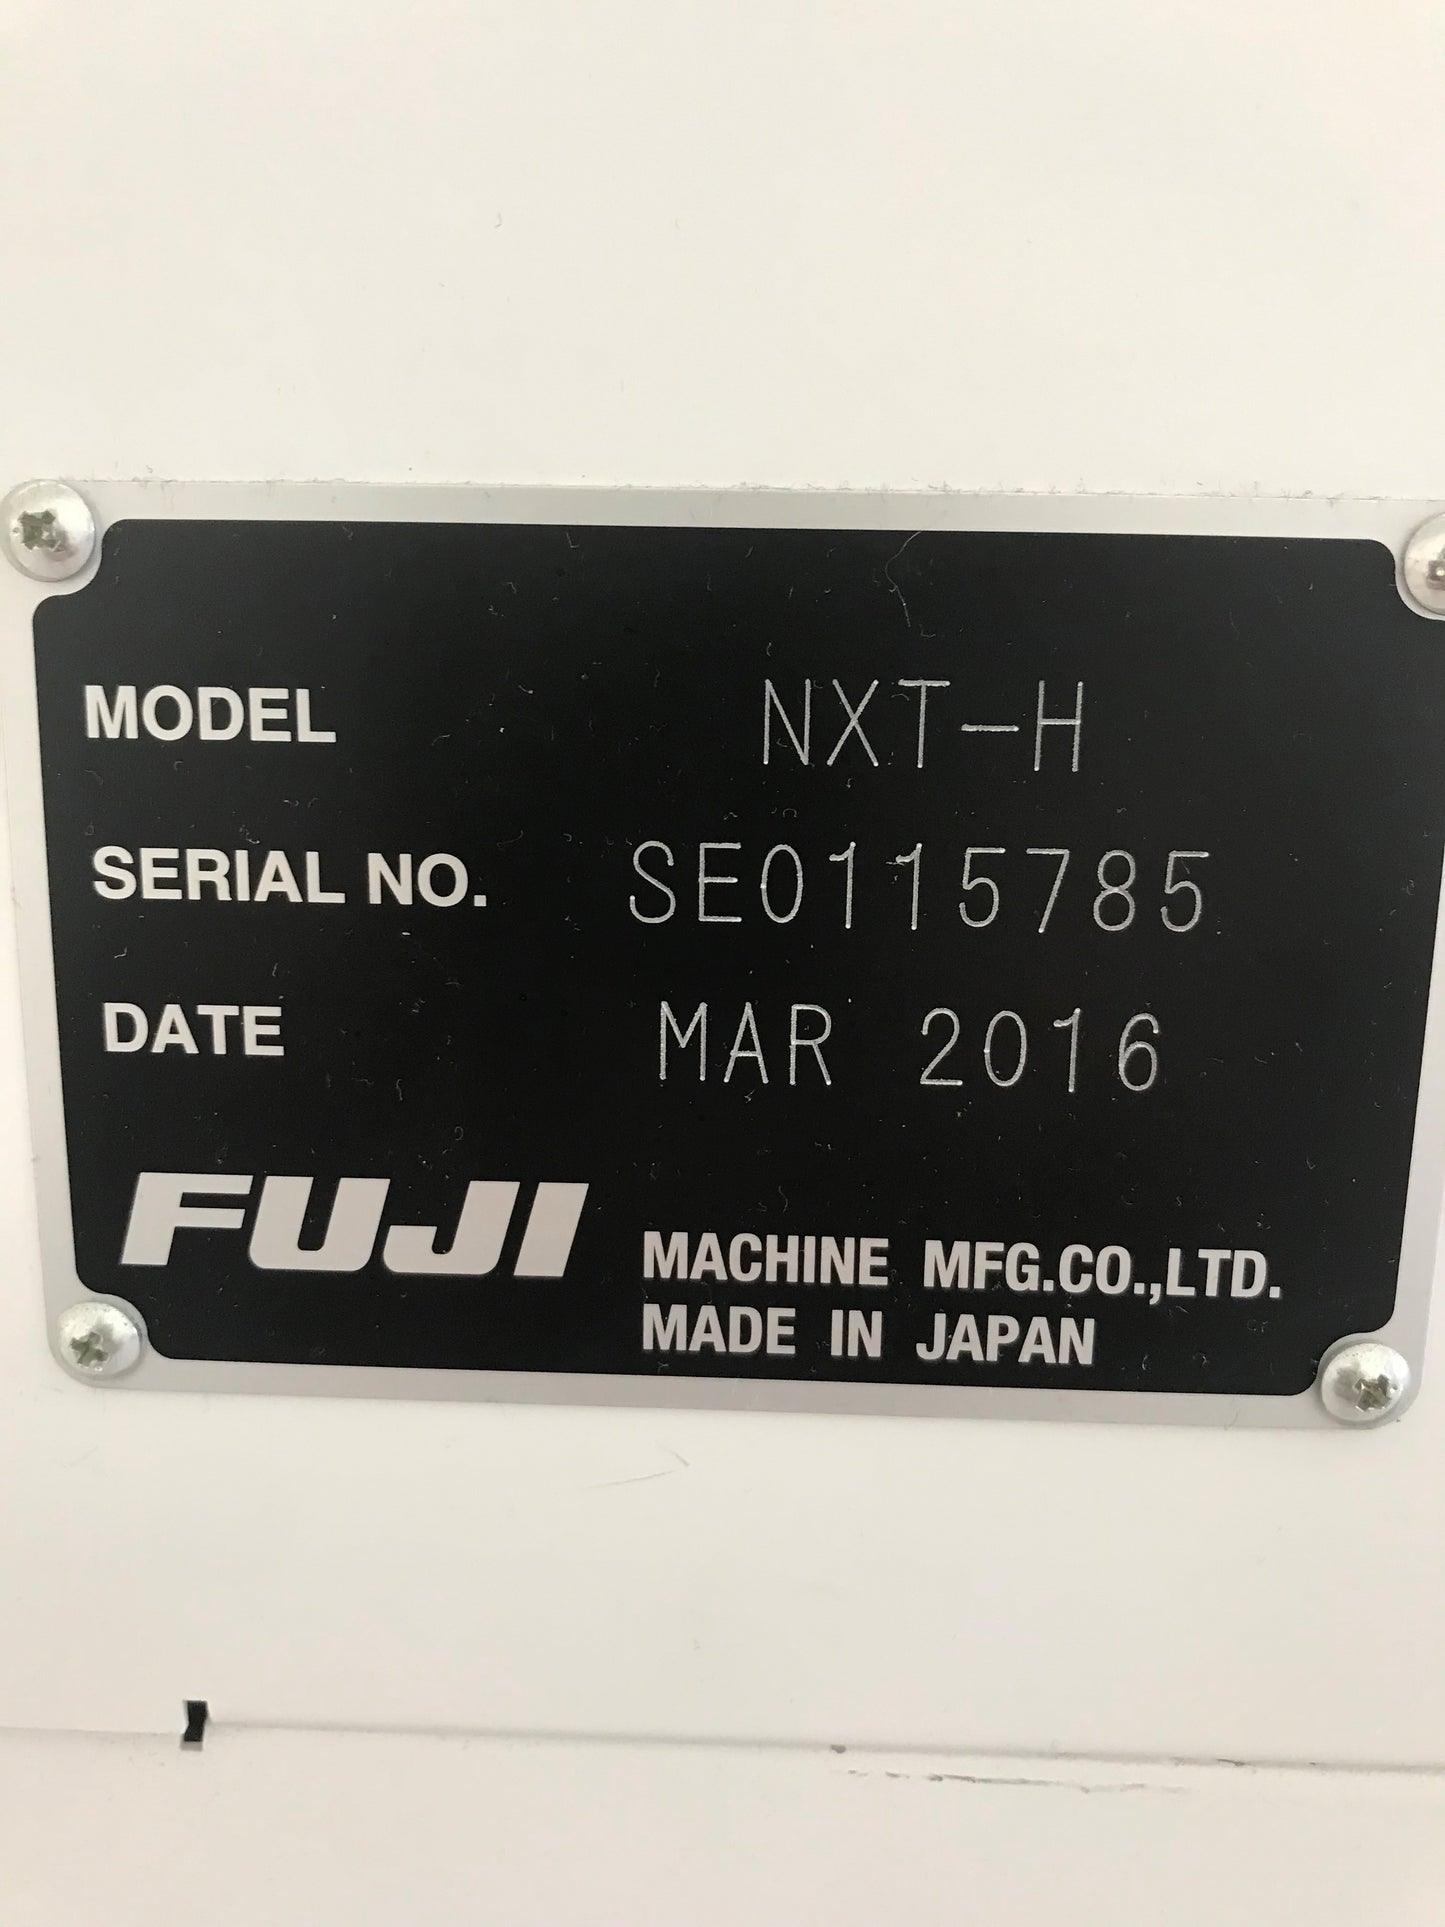 MODEL NXT-H
SERIAL NO. SE0115785
DATE MAR 2016
FUJI MACHINE MFG.CO.,LTD.
MADE IN JAPAN